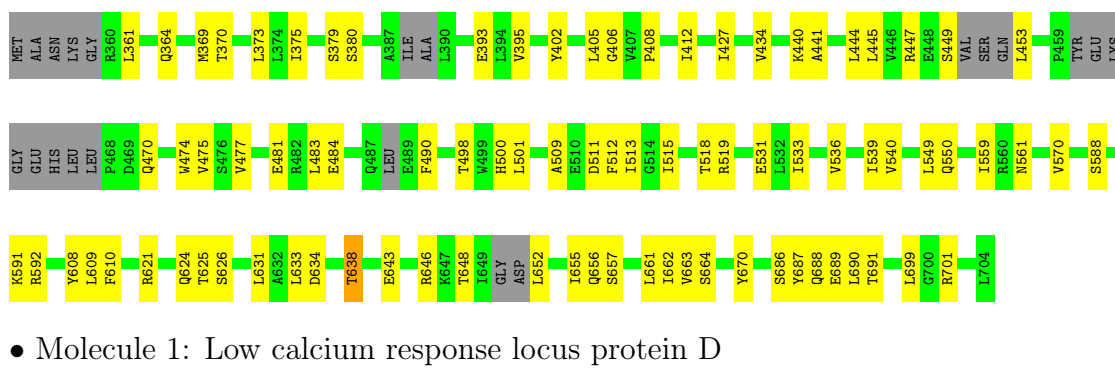 MET ALA ASN LYS GLY R360 L361 Q364 M369 T370 L373 L374 I375 S379 S380 A387 ILE ALA L390 E393 L394 V395 Y402 L405 G406 V407 P408 I412 I427 V434 K440 A441 L444 L445 V446 R447 E448 S449 VAL SER GLN L453 P459 TYR GLU LYS
GLY GLU HIS LEU LEU P468 D469 Q470 W474 V475 S476 V477 E481 R482 L483 E484 Q487 LEU E489 F490 T498 W499 H500 L501 A509 E510 D511 F512 I513 G514 I515 T518 R519 E531 L532 I533 V536 I539 V540 L549 Q550 I559 R560 N561 V570 S588
K591 R592 Y608 L609 F610 R621 Q624 T625 S626 L631 A632 L633 D634 T638 E643 R646 K647 T648 I649 GLY ASP L652 I655 Q656 S657 L661 I662 V663 S664 Y670 S686 Y687 Q688 E689 L690 T691 L699 G700 R701 L704
• Molecule 1: Low calcium response locus protein D